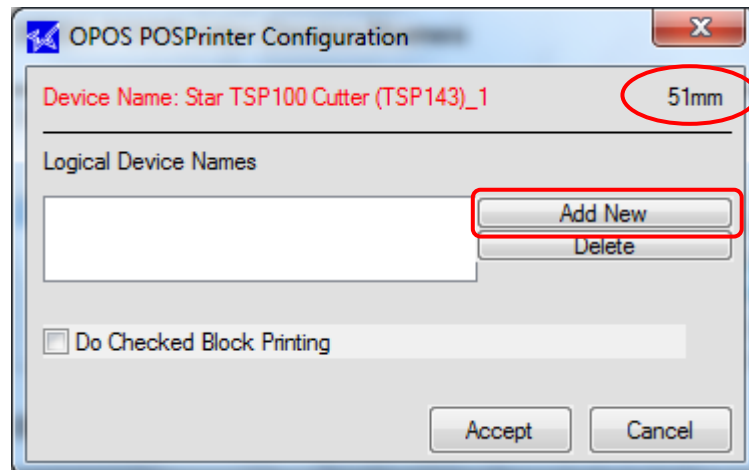 OPOS POSPrinter Configuration
Device Name: Star TSP100 Cutter (TSP143)_1 51mm
Logical Device Names
Add New
Delete
Do Checked Block Printing
Accept Cancel